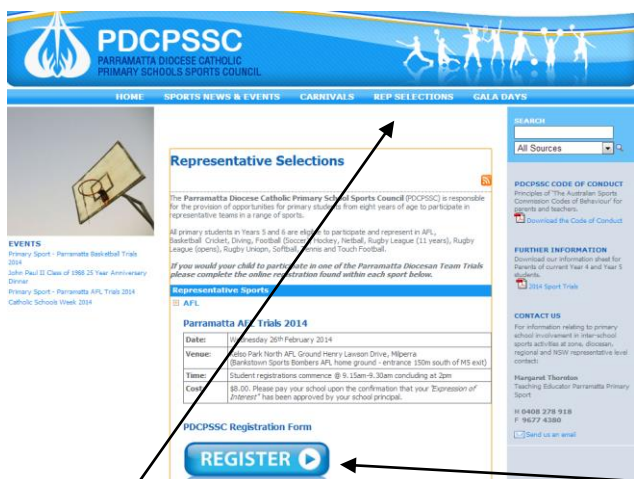 PDCPSSC
PARRAMATTA DIOCESE CATHOLIC
PRIMARY SCHOOLS SPORTS COUNCIL
HOME SPORTS NEWS & EVENTS CARNIVALS REP SELECTIONS GALA DAYS
EVENTS
Primary Sport - Parramatta Basketball Trials
2014
John Paul II Class of 1988 25 Year Anniversary
Dinner
Primary Sport - Parramatta AFL Trials 2014
Catholic Schools Week 2014
Representative Selections
The Parramatta Diocese Catholic Primary School Sports Council (PDCPSSC) is responsible
for the provision of opportunities for primary students from eight years of age to participate in
representative teams in a range of sports.
All primary students in Years 5 and 6 are eligible to participate and represent in AFL,
Basketball Cricket, Diving, Football (Soccer), Hockey, Netball, Rugby League (11 years), Rugby
League (opens), Rugby Uniopn, Softball, Tennis and Touch Football.
If you would your child to participate in one of the Parramatta Diocesan Team Trials
please complete the online registration found within each sport below.
Representative Sports
AFL
Parramatta AFL Trials 2014
Date: Wednesday 26th February 2014
Venue: Kelso Park North AFL Ground Henry Lawson Drive, Milperra
(Bankstown Sports Bombers AFL home ground - entrance 150m south of M5 exit)
Time: Student registrations commence @ 9.15am-9.30am concluding at 2pm
Cost $8.00. Please pay your school upon the confirmation that your "Expression of
Interest" has been approved by your school principal.
PDCPSSC Registration Form
REGISTER
SEARCH
All Sources
PDCPSSC CODE OF CONDUCT
Principles of 'The Australian Sports
Commission Codes of Behaviour' for
parents and teachers.
Download the Code of Conduct
FURTHER INFORMATION
Download our information sheet for
Parents of current Year 4 and Year 5
students.
2014 Sport Trials
CONTACT US
For information relating to primary
school involvement in inter-school
sports activities at zone, diocesan,
regional and NSW representative level
contact:
Margaret Thornton
Teaching Educator Parramatta Primary
Sport
M 0408 278 918
F 9677 4380
Send us an email